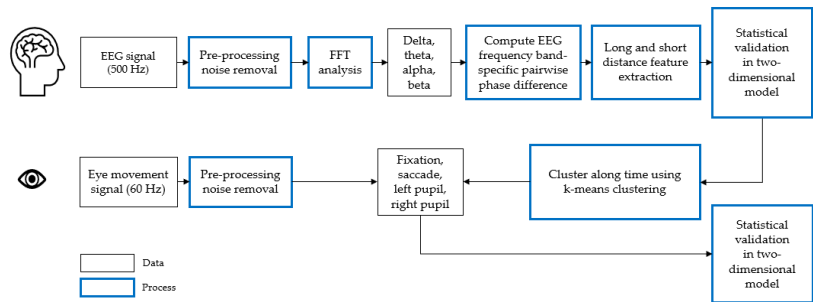 EEG signal
(500 Hz)
Pre-processing
noise removal
FFT
analysis
Delta,
theta,
alpha,
beta
Compute EEG
frequency band-
specific pairwise
phase difference
Long and short
distance feature
extraction
Statistical
validation
in two-
dimensional
model
Eye movement
signal (60 Hz)
Pre-processing
noise removal
Fixation,
saccade,
left pupil,
right pupil
Cluster along time using
k-means clustering
Statistical
validation
in two-
dimensional
model
Data
Process